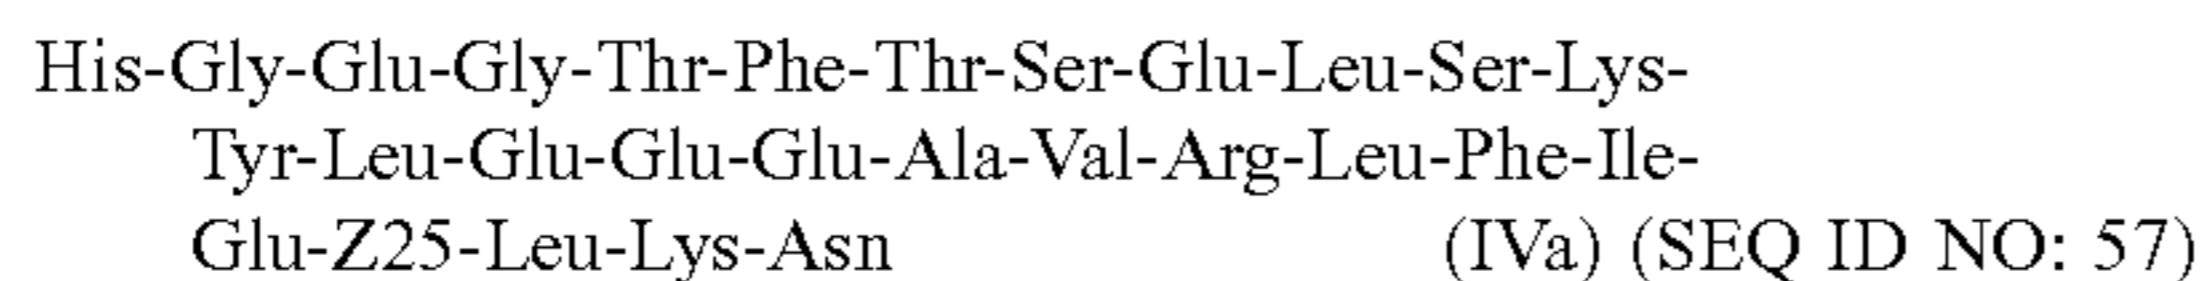 His-Gly-Glu-Gly-Thr-Phe-Thr-Ser-Glu-Leu-Ser-Lys-
Tyr-Leu-Glu-Glu-Glu-Ala-Val-Arg-Leu-Phe-Ile-
Glu-Z25-Leu-Lys-Asn (IVa) (SEQ ID NO: 57)